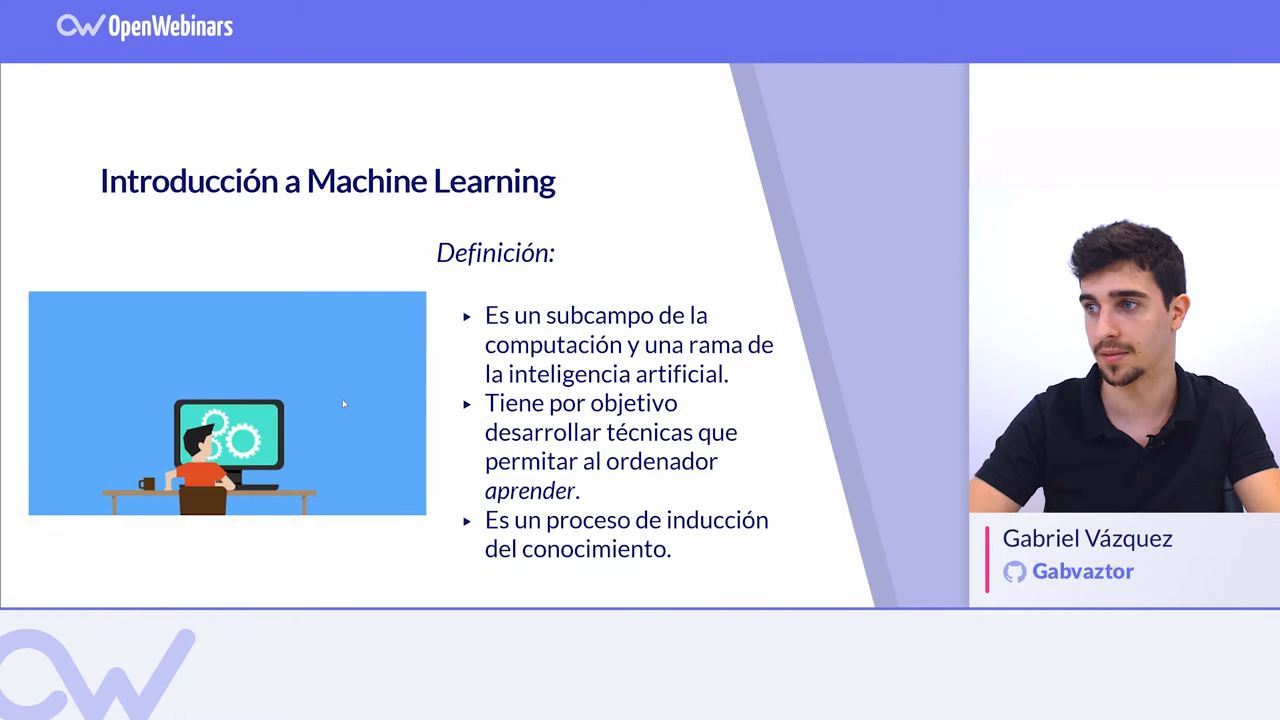 OpenWebinars
Introducción a Machine Learning
Definición:
‣ Es un subcampo de la
computación y una rama de
la inteligencia artificial.
‣ Tiene por objetivo
desarrollar técnicas que
permitar al ordenador
aprender.
‣ Es un proceso de inducción
del conocimiento.
Gabriel Vázquez
Gabvaztor